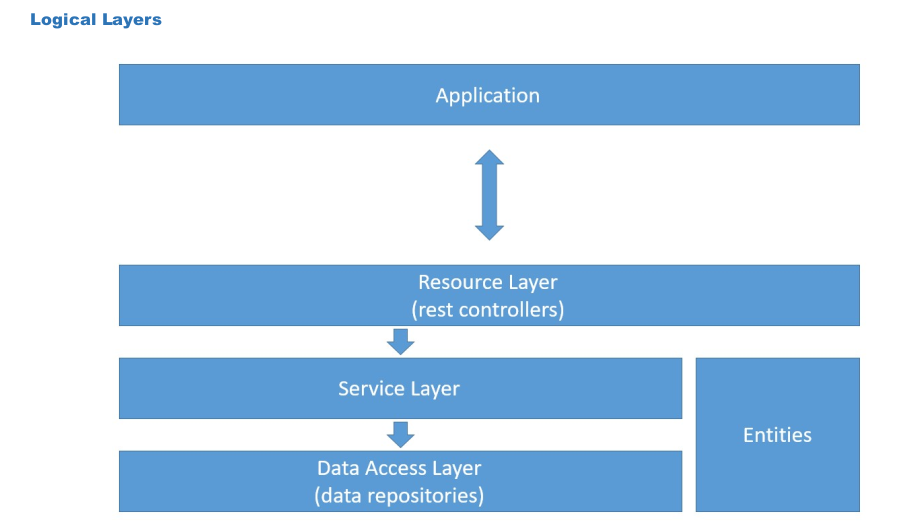 Logical Layers
Application
Resource Layer
(rest controllers)
Service Layer
Entities
Data Access Layer
(data repositories)